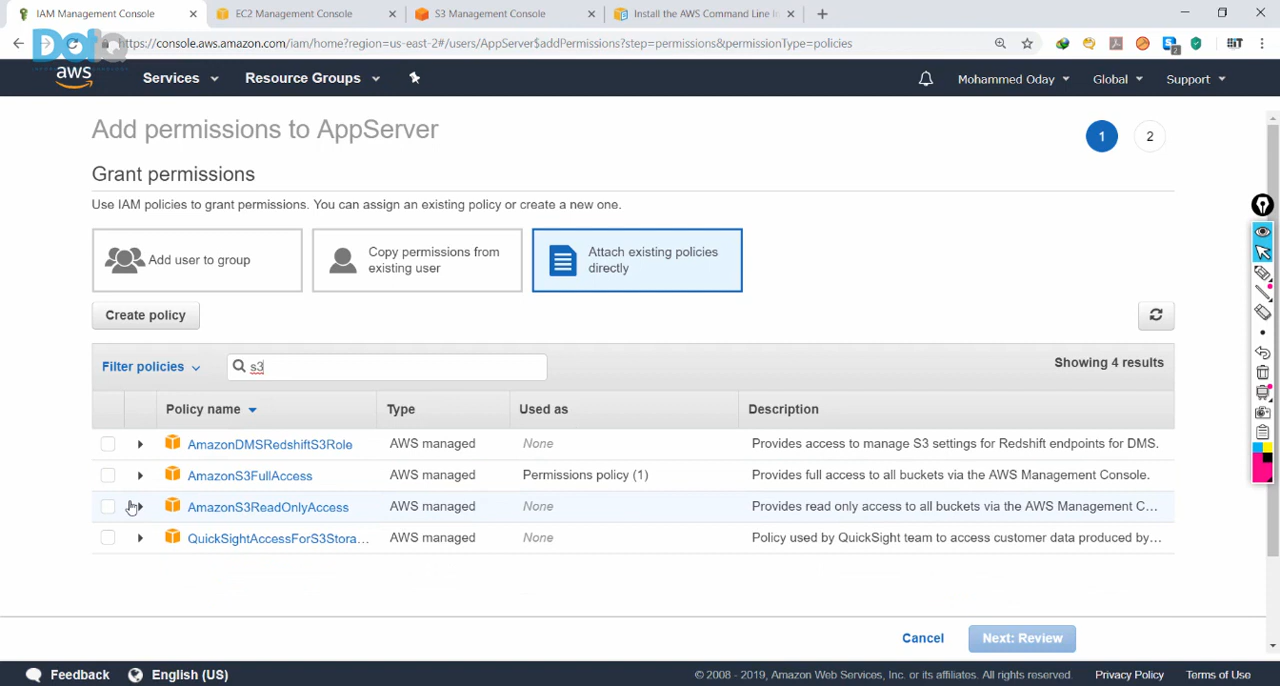 IAM Management Console
EC2 Management Console
S3 Management Console
Install the AWS Command Line I
https://console.aws.amazon.com/iam/home?region=us-east-2#/users/AppServer$addPermissions?step=permissions&permissionType=policies
aws
Services
Resource Groups
Mohammed Oday
Global
Support
Add permissions to AppServer
1
2
Grant permissions
Use IAM policies to grant permissions. You can assign an existing policy or create a new one.
Add user to group
Copy permissions from
existing user
Attach existing policies
directly
Create policy
Filter policies
s3
Showing 4 results
Policy name Type Used as Description
AmazonDMSRedshiftS3Role AWS managed None Provides access to manage S3 settings for Redshift endpoints for DMS.
AmazonS3FullAccess AWS managed Permissions policy (1) Provides full access to all buckets via the AWS Management Console.
AmazonS3ReadOnlyAccess AWS managed None Provides read only access to all buckets via the AWS Management C…
QuickSightAccessForS3Stora… AWS managed None Policy used by QuickSight team to access customer data produced by…
Cancel
Next: Review
Feedback
English (US)
© 2008 - 2019, Amazon Web Services, Inc. or its affiliates. All rights reserved.
Privacy Policy
Terms of Use